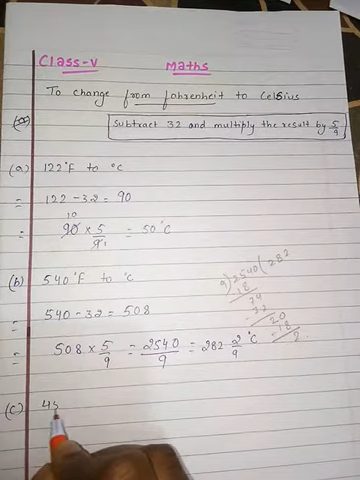 Class-V Maths
To change from fahrenheit to Celsius
Subtract 32 and multiply the result by 5/9
(a) 122°F to °C
= 122 - 32 = 90
= 90 10 × 5/9 1 = 50°C
(b) 540°F to °C
9)2540(282
18
74
72
20
-18
2
= 540 - 32 = 508
= 508 × 5/9 = 2540/9 = 282 2/9 °C
(c)